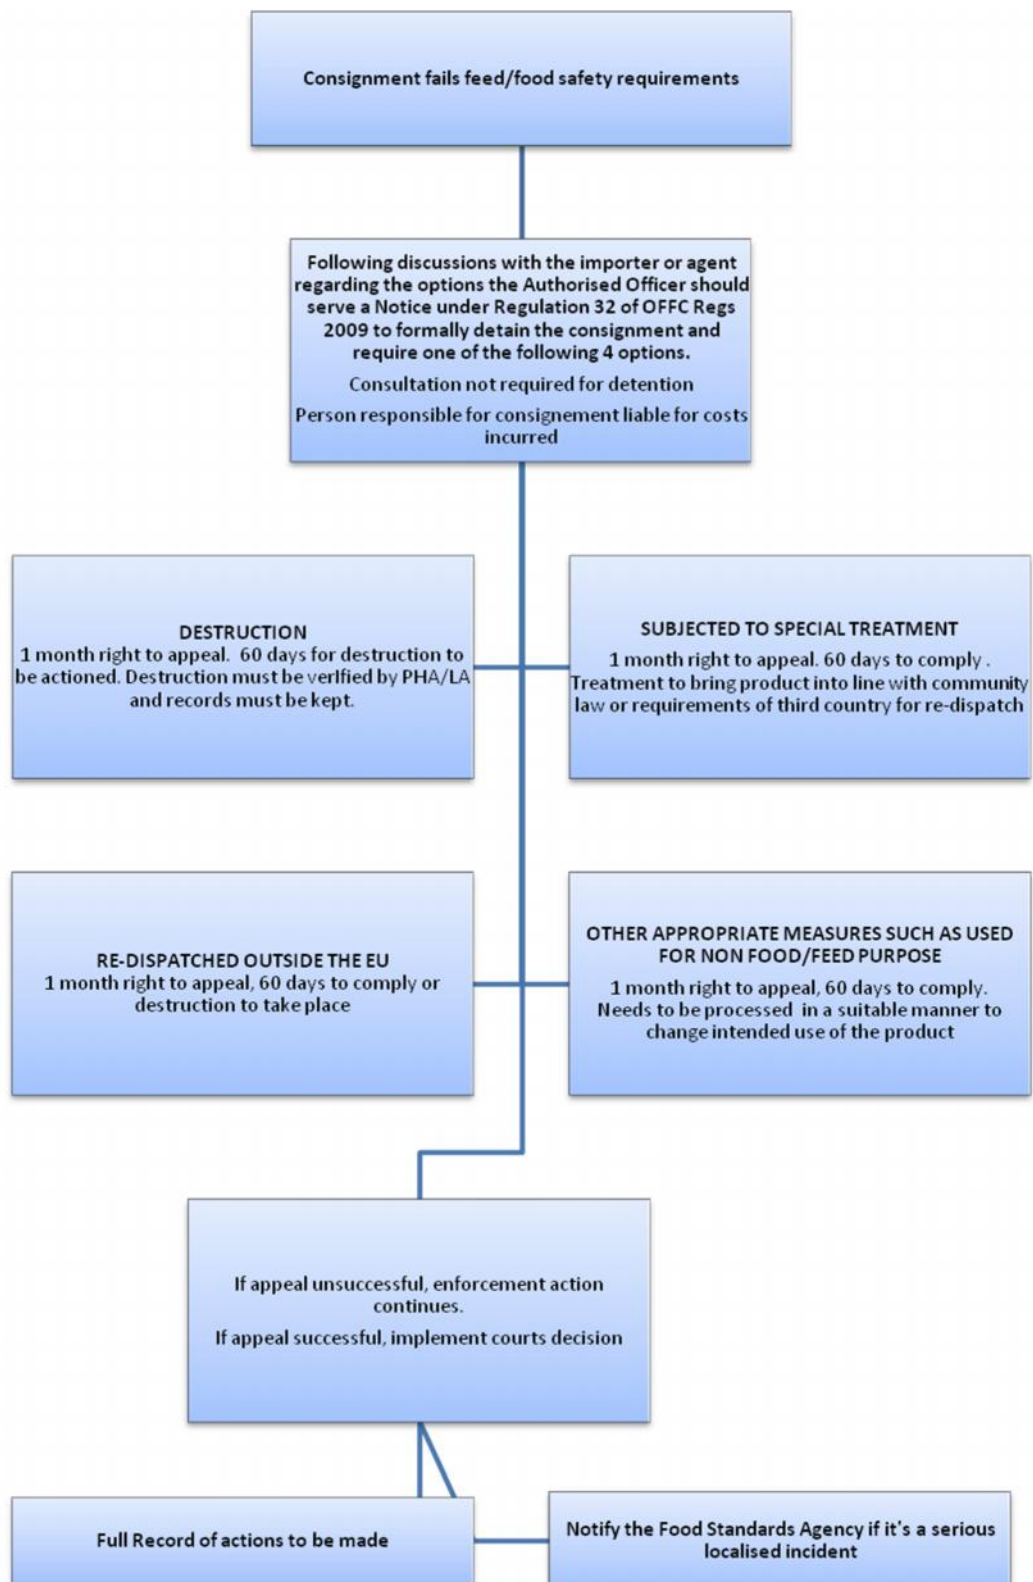 Consignment fails feed/food safety requirements
Following discussions with the importer or agent
regarding the options the Authorised Officer should
serve a Notice under Regulation 32 of OFFC Regs
2009 to formally detain the consignment and
require one of the following 4 options.
Consultation not required for detention
Person responsible for consignement liable for costs
incurred
DESTRUCTION
1 month right to appeal. 60 days for destruction to
be actioned. Destruction must be verified by PHA/LA
and records must be kept.
SUBJECTED TO SPECIAL TREATMENT
1 month right to appeal. 60 days to comply .
Treatment to bring product into line with community
law or requirements of third country for re-dispatch
RE-DISPATCHED OUTSIDE THE EU
1 month right to appeal, 60 days to comply or
destruction to take place
OTHER APPROPRIATE MEASURES SUCH AS USED
FOR NON FOOD/FEED PURPOSE
1 month right to appeal, 60 days to comply.
Needs to be processed in a suitable manner to
change intended use of the product
If appeal unsuccessful, enforcement action
continues.
If appeal successful, implement courts decision
Full Record of actions to be made
Notify the Food Standards Agency if it's a serious
localised incident